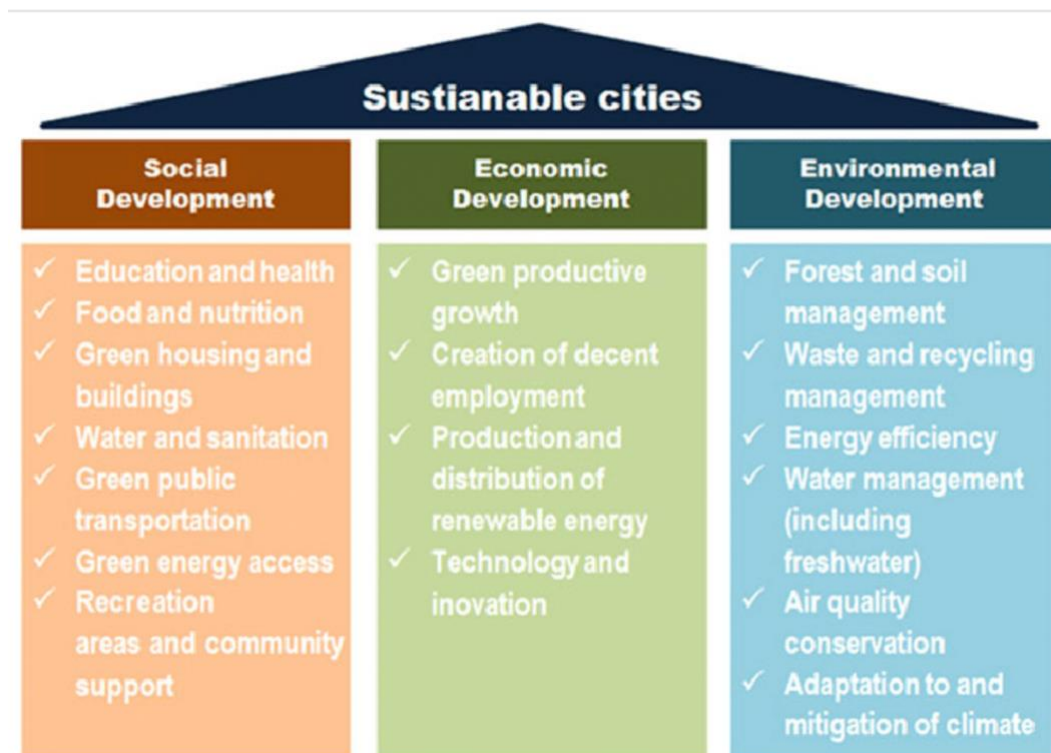 Sustianable cities
Social
Development
✓ Education and health
✓ Food and nutrition
✓ Green housing and
buildings
✓ Water and sanitation
✓ Green public
transportation
✓ Green energy access
✓ Recreation
areas and community
support
Economic
Development
✓ Green productive
growth
✓ Creation of decent
employment
✓ Production and
distribution of
renewable energy
✓ Technology and
inovation
Environmental
Development
✓ Forest and soil
management
✓ Waste and recycling
management
✓ Energy efficiency
✓ Water management
(including
freshwater)
✓ Air quality
conservation
✓ Adaptation to and
mitigation of climate